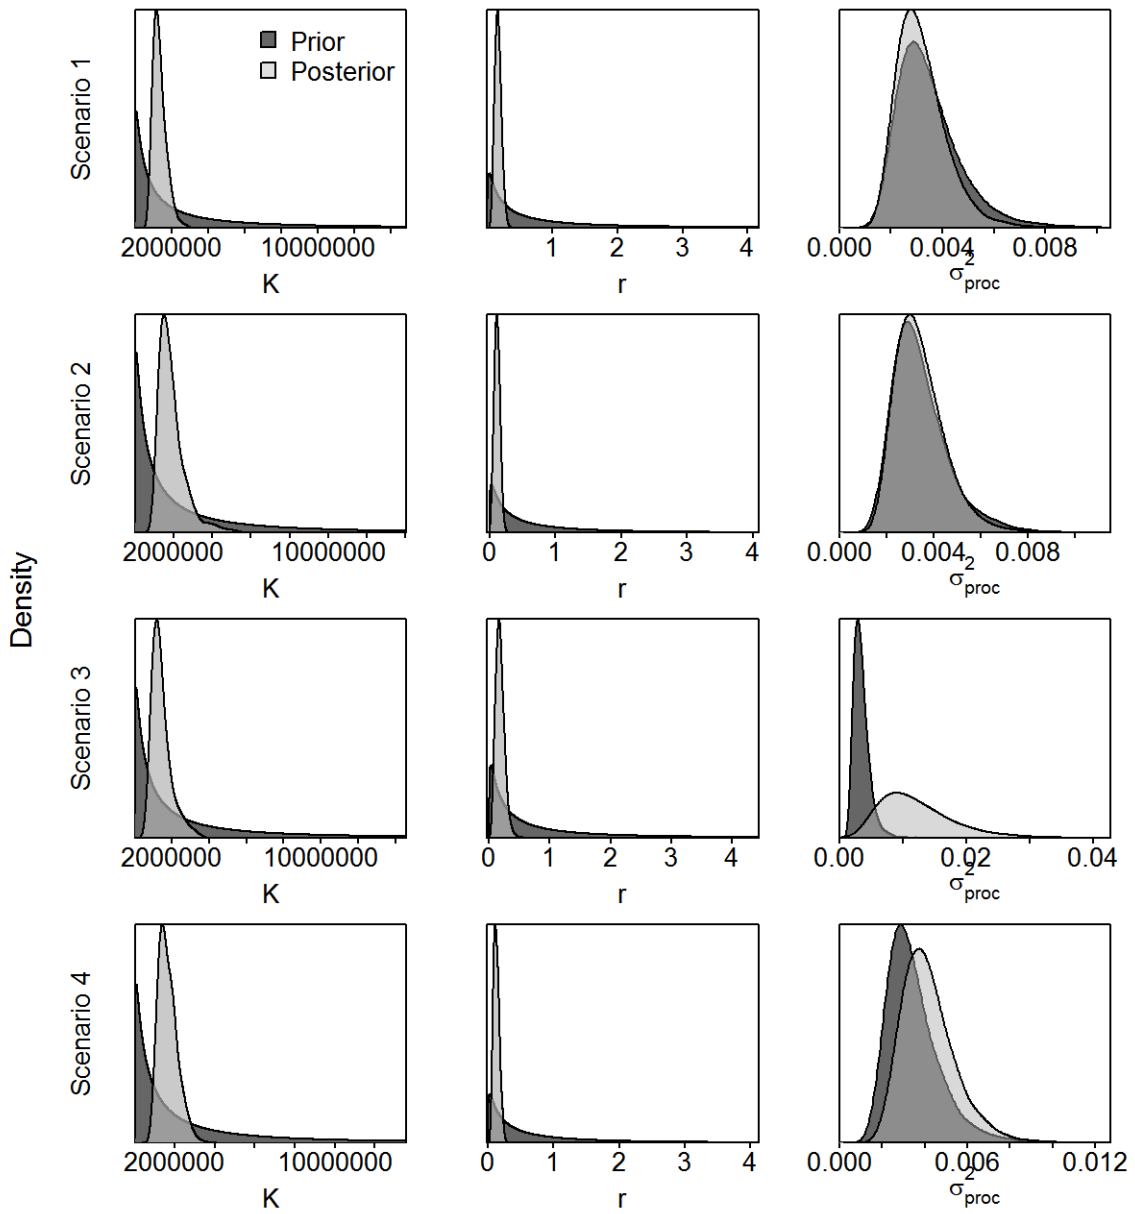 Density
Scenario 1
Prior
Posterior
2000000 10000000
K
1 2 3 4
r
0.000 0.004 0.008
σ²proc
Scenario 2
2000000 10000000
K
0 1 2 3 4
r
0.000 0.004 0.008
σ²proc
Scenario 3
2000000 10000000
K
0 1 2 3 4
r
0.00 0.02 0.04
σ²proc
Scenario 4
2000000 10000000
K
0 1 2 3 4
r
0.000 0.006 0.012
σ²proc